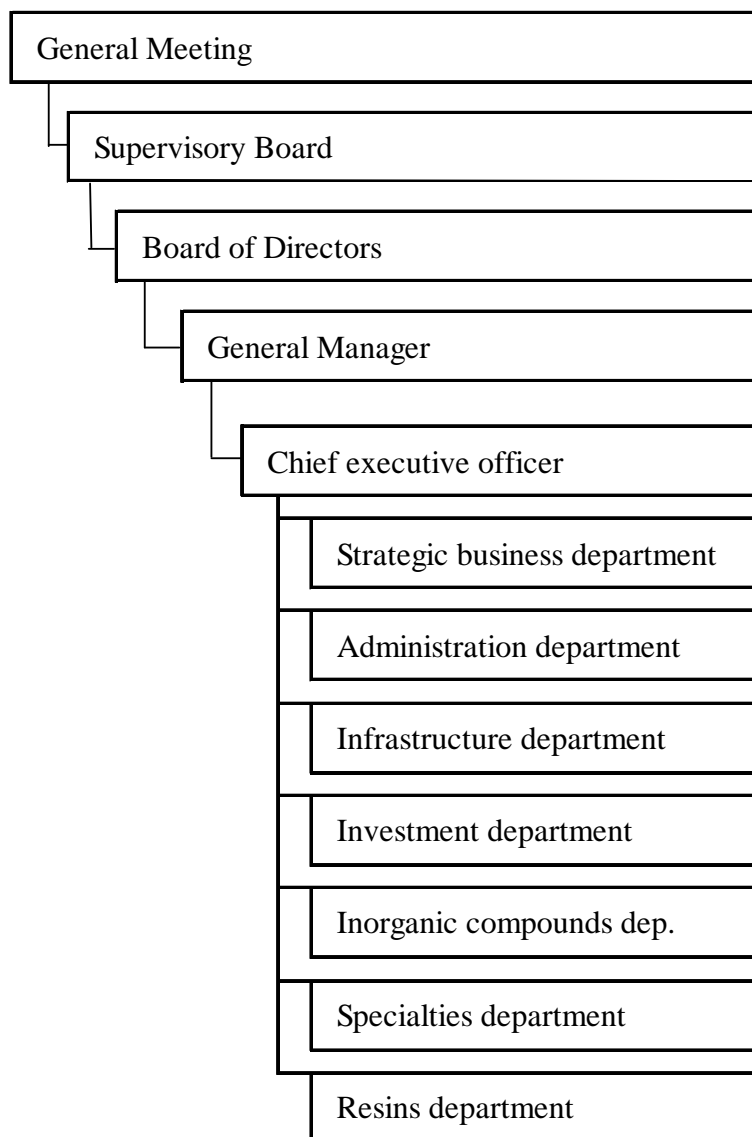 General Meeting
Supervisory Board
Board of Directors
General Manager
Chief executive officer
Strategic business department
Administration department
Infrastructure department
Investment department
Inorganic compounds dep.
Specialties department
Resins department